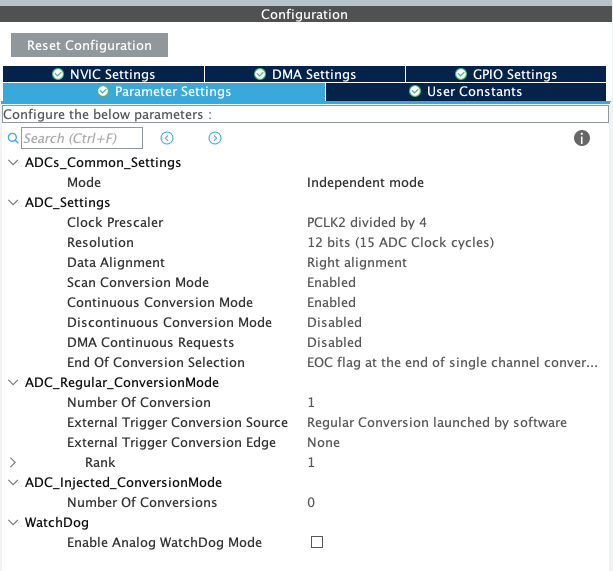 Configuration
Reset Configuration
NVIC Settings DMA Settings GPIO Settings
Parameter Settings User Constants
Configure the below parameters :
Search (Ctrl+F)
ADCs_Common_Settings
Mode Independent mode
ADC_Settings
Clock Prescaler PCLK2 divided by 4
Resolution 12 bits (15 ADC Clock cycles)
Data Alignment Right alignment
Scan Conversion Mode Enabled
Continuous Conversion Mode Enabled
Discontinuous Conversion Mode Disabled
DMA Continuous Requests Disabled
End Of Conversion Selection EOC flag at the end of single channel conver...
ADC_Regular_ConversionMode
Number Of Conversion 1
External Trigger Conversion Source Regular Conversion launched by software
External Trigger Conversion Edge None
Rank 1
ADC_Injected_ConversionMode
Number Of Conversions 0
WatchDog
Enable Analog WatchDog Mode